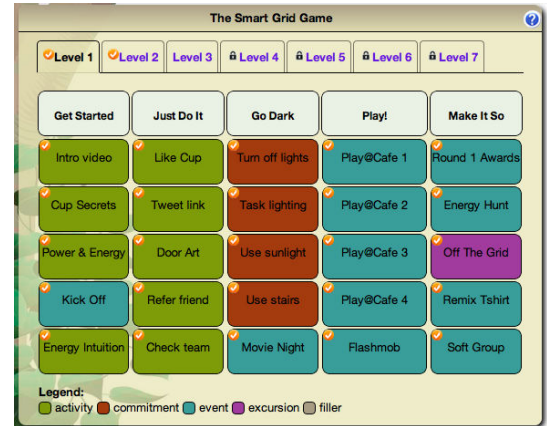 The Smart Grid Game
?
Level 1 Level 2 Level 3 Level 4 Level 5 Level 6 Level 7
Get Started Just Do It Go Dark Play! Make It So
Intro video Like Cup Turn off lights Play@Cafe 1 Round 1 Awards
Cup Secrets Tweet link Task lighting Play@Cafe 2 Energy Hunt
Power & Energy Door Art Use sunlight Play@Cafe 3 Off The Grid
Kick Off Refer friend Use stairs Play@Cafe 4 Remix Tshirt
Energy Intuition Check team Movie Night Flashmob Soft Group
Legend:
activity commitment event excursion filler